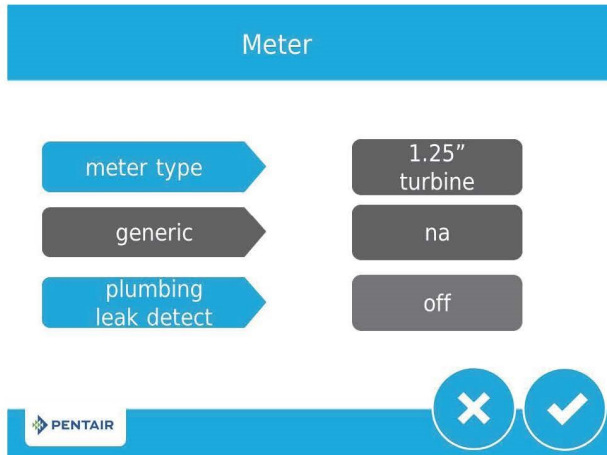 Meter
meter type
1.25”
turbine
generic
na
plumbing
leak detect
off
PENTAIR